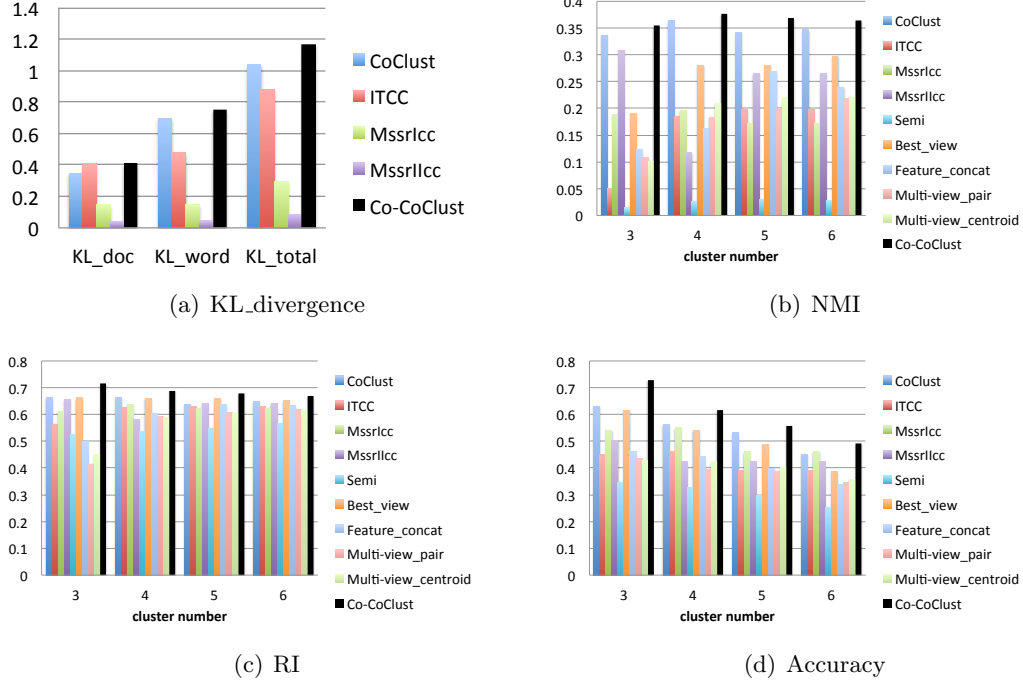 1.4
1.2
1
0.8
0.6
0.4
0.2
0
KL_doc KL_word KL_total
CoClust
ITCC
MssrIcc
MssrIIcc
Co-CoClust
(a) KL_divergence
0.4
0.35
0.3
0.25
0.2
0.15
0.1
0.05
0
3 4 5 6
cluster number
CoClust
ITCC
MssrIcc
MssrIIcc
Semi
Best_view
Feature_concat
Multi-view_pair
Multi-view_centroid
Co-CoClust
(b) NMI
0.8
0.7
0.6
0.5
0.4
0.3
0.2
0.1
0
3 4 5 6
cluster number
CoClust
ITCC
MssrIcc
MssrIIcc
Semi
Best_view
Feature_concat
Multi-view_pair
Multi-view_centroid
Co-CoClust
(c) RI
0.8
0.7
0.6
0.5
0.4
0.3
0.2
0.1
0
3 4 5 6
cluster number
CoClust
ITCC
MssrIcc
MssrIIcc
Semi
Best_view
Feature_concat
Multi-view_pair
Multi-view_centroid
Co-CoClust
(d) Accuracy